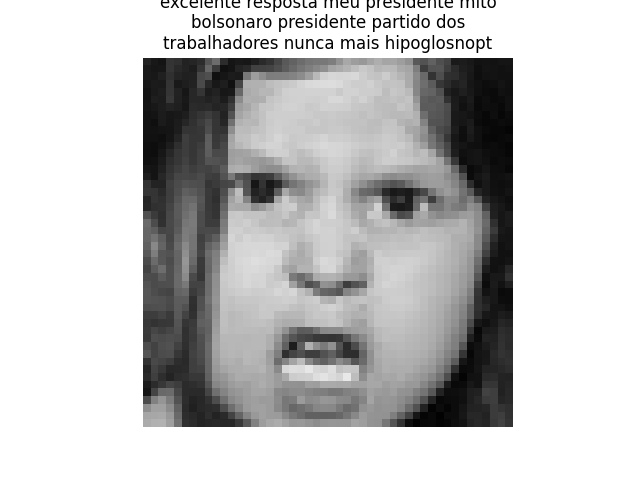 excelente resposta meu presidente mito
bolsonaro presidente partido dos
trabalhadores nunca mais hipoglosnopt